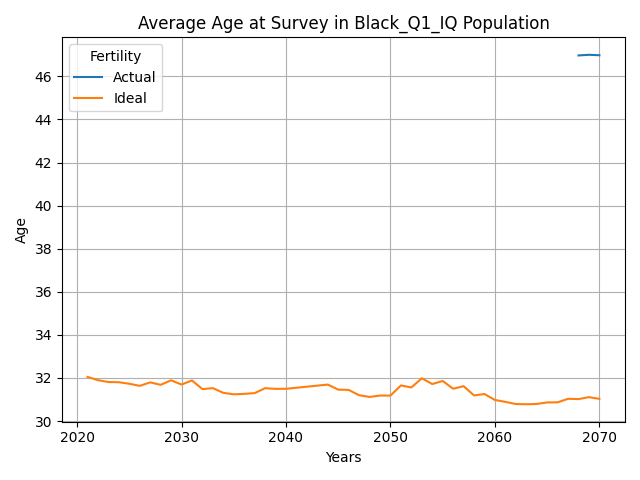 Average Age at Survey in Black_Q1_IQ Population
Fertility
Actual
Ideal
Age
46
44
42
40
38
36
34
32
30
2020
2030
2040
2050
2060
2070
Years